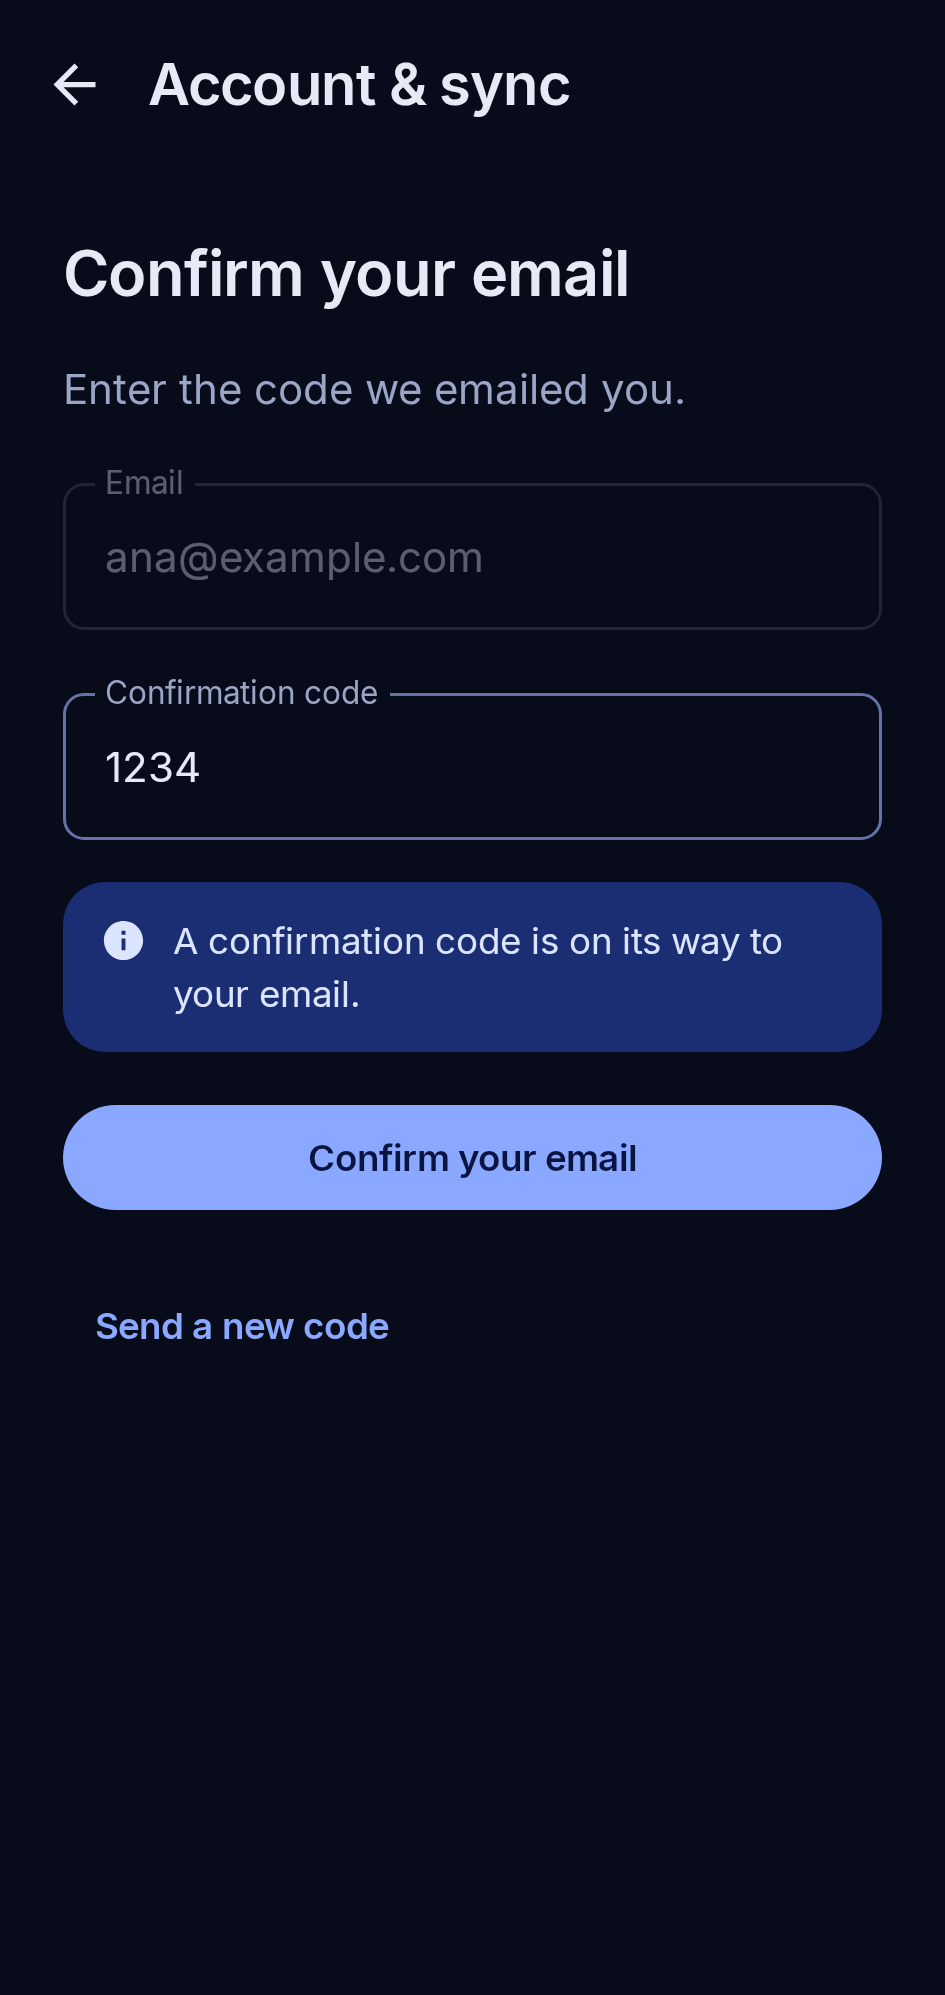 Account & sync
Confirm your email
Enter the code we emailed you.
Email
ana@example.com
Confirmation code
1234
A confirmation code is on its way to
your email.
Confirm your email
Send a new code